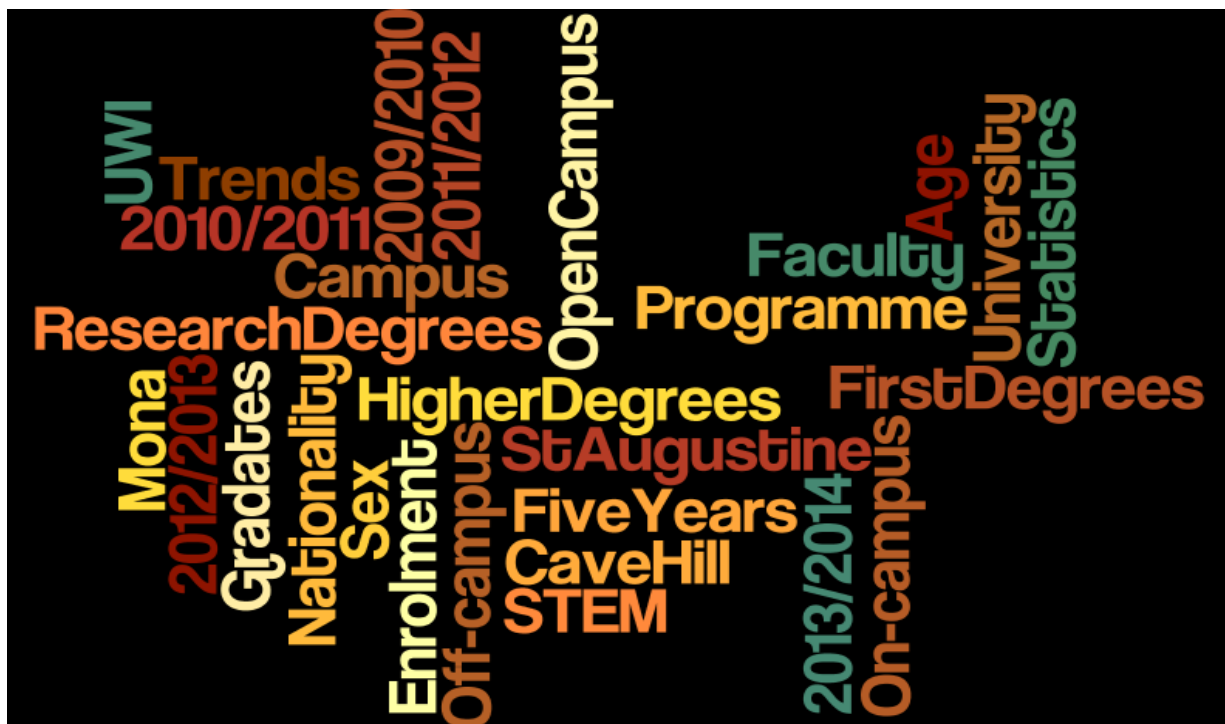 UWI
Trends
2010/2011
2009/2010
2011/2012
OpenCampus
Campus
ResearchDegrees
Age
University
Statistics
Faculty
Programme
FirstDegrees
Mona
2012/2013
Gradates
Nationality
Sex
HigherDegrees
Enrolment
Off-campus
StAugustine
FiveYears
CaveHill
STEM
2013/2014
On-campus